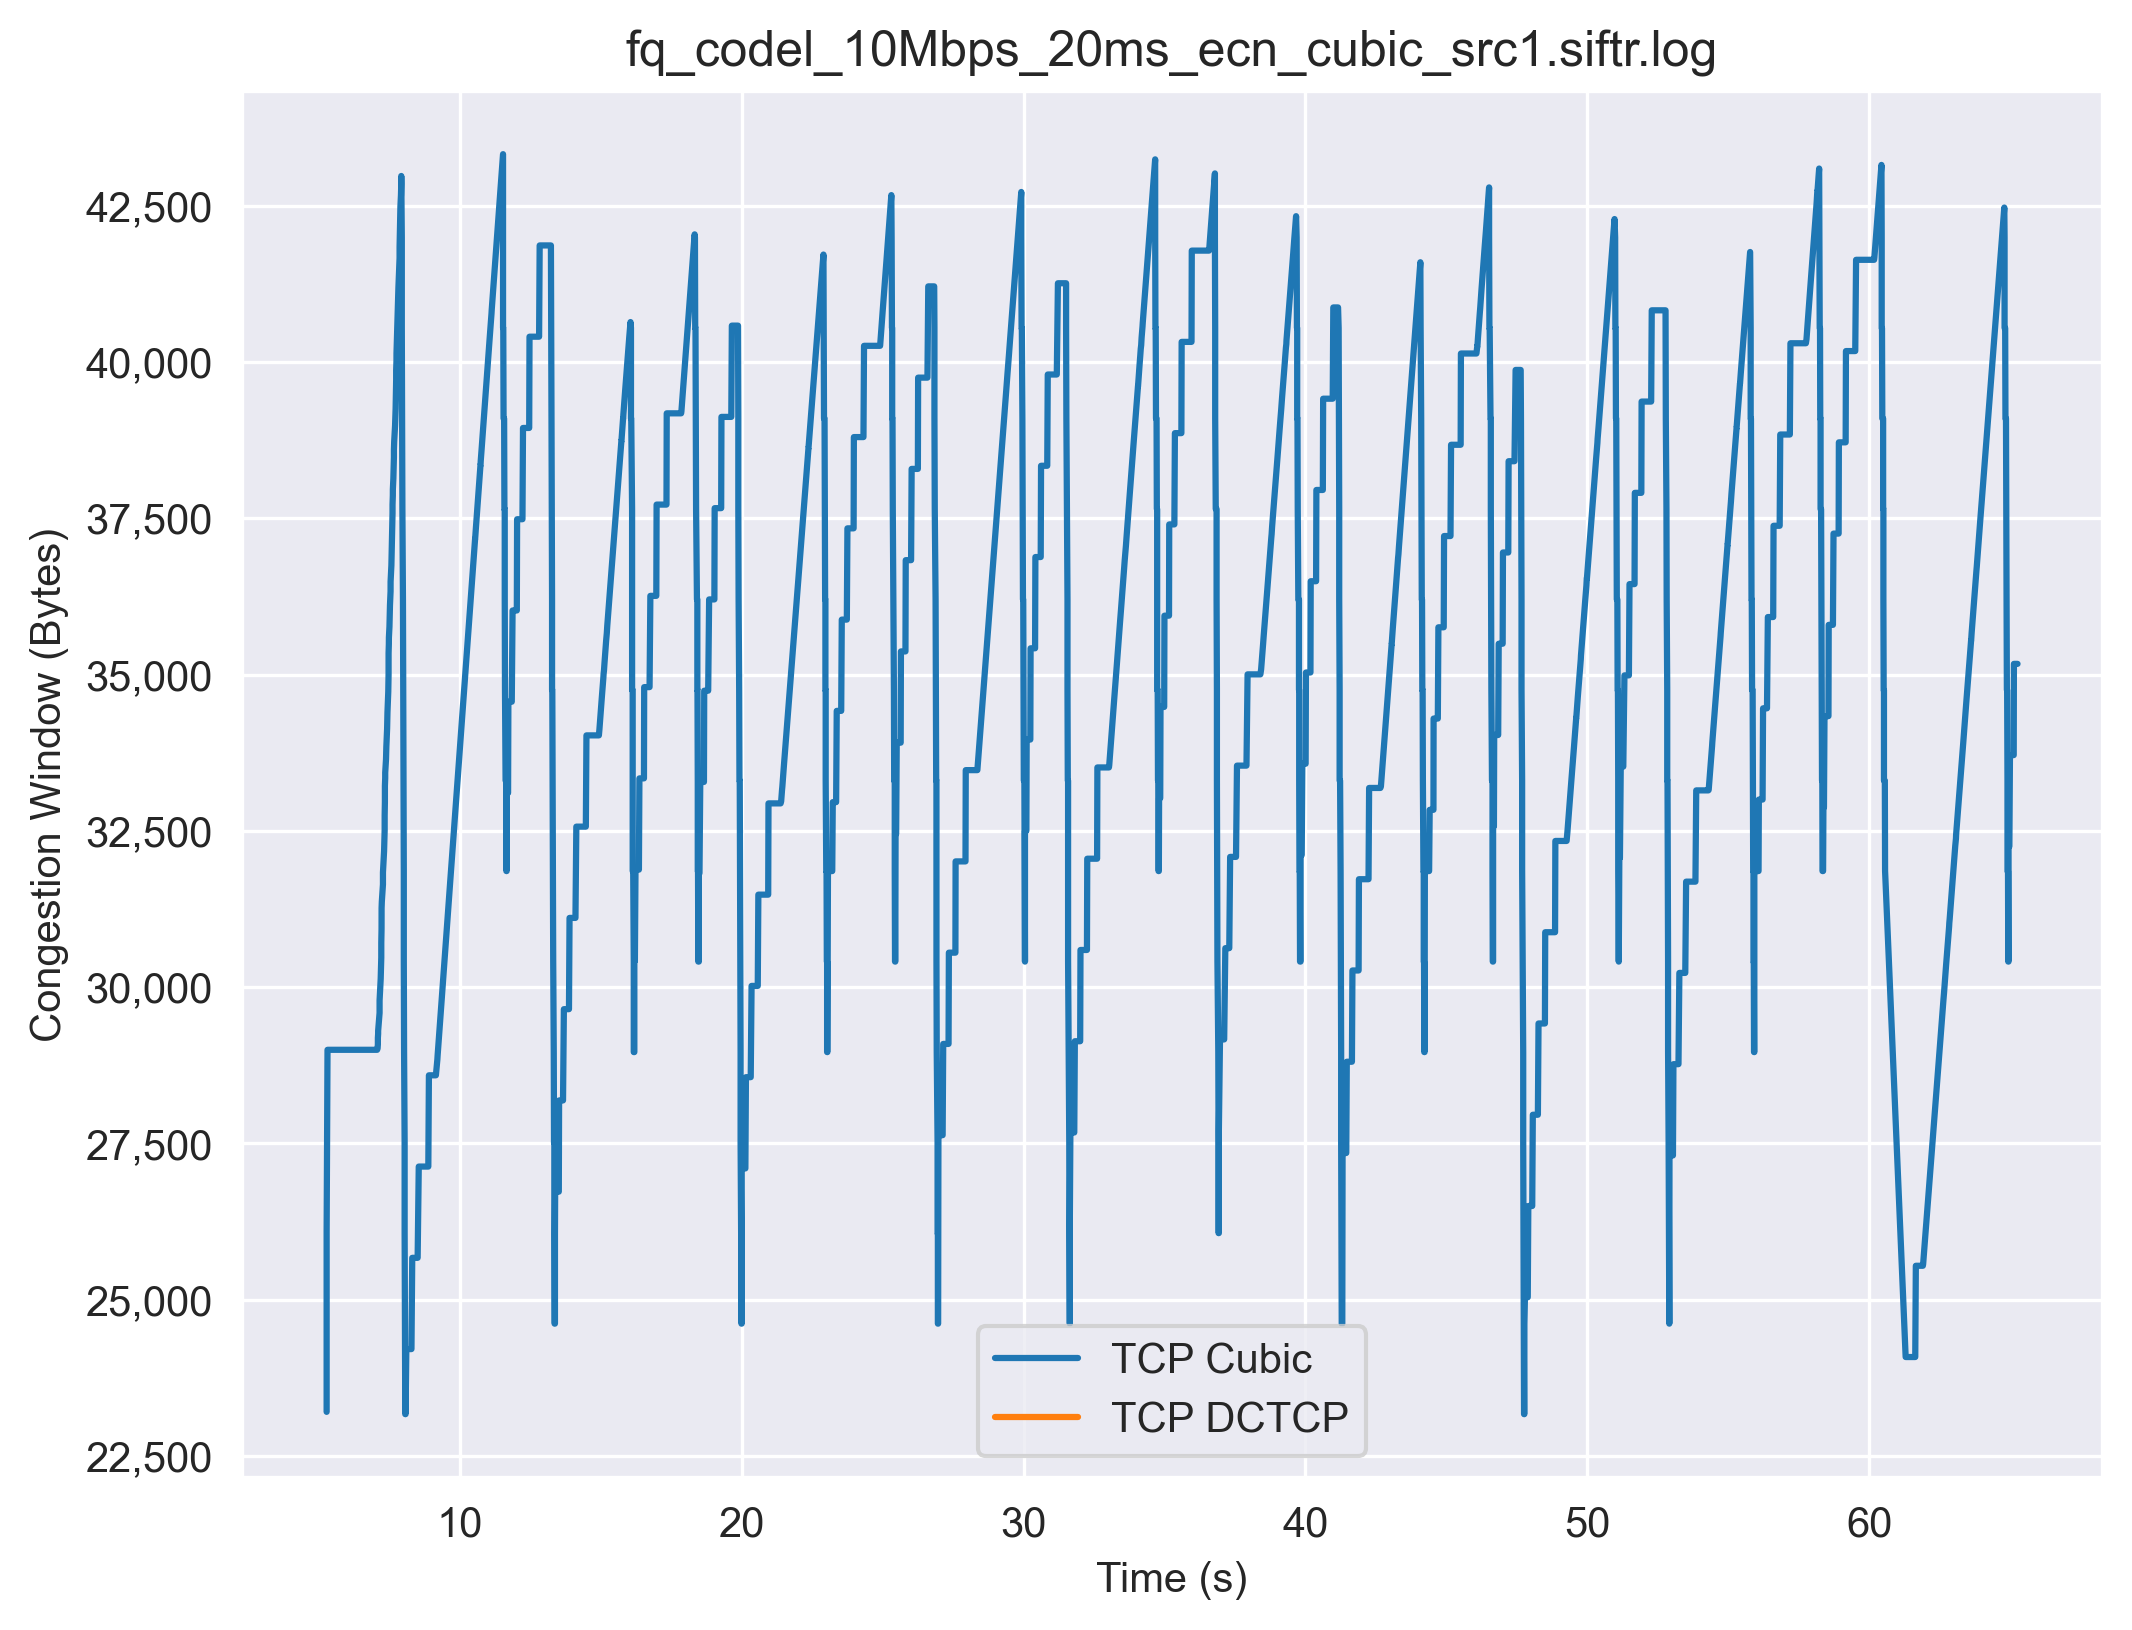 fq_codel_10Mbps_20ms_ecn_cubic_src1.siftr.log
Congestion Window (Bytes)
42,500
40,000
37,500
35,000
32,500
30,000
27,500
25,000
22,500
TCP Cubic
TCP DCTCP
10 20 30 40 50 60
Time (s)